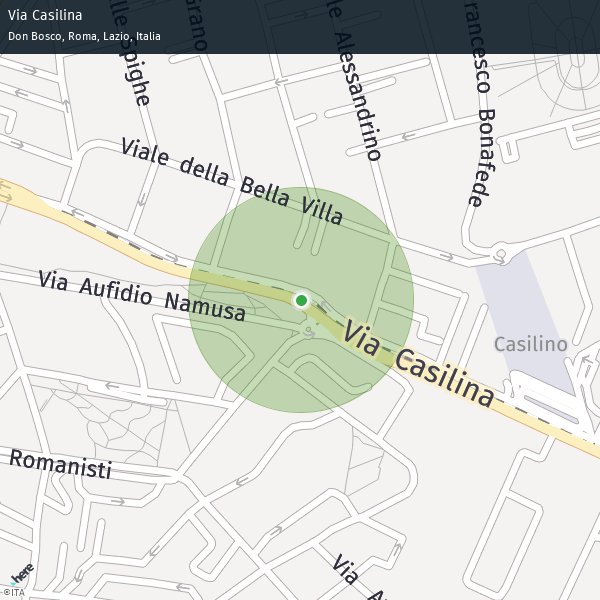 Via Casilina
Don Bosco, Roma, Lazio, Italia
Alessandrino
Francesco Bonafede
Viale della Bella Villa
Via Aufidio Namusa
Via Casilina
Casilino
Romanisti
Via
here
©ITA